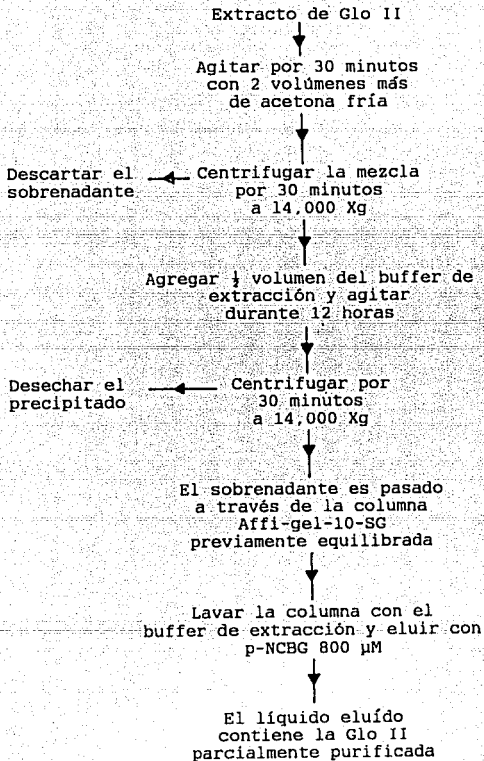 Extracto de Glo II
Agitar por 30 minutos
con 2 volúmenes más
de acetona fría
Descartar el
sobrenadante
Centrifugar la mezcla
por 30 minutos
a 14,000 Xg
Agregar ½ volumen del buffer de
extracción y agitar
durante 12 horas
Desechar el
precipitado
Centrifugar por
30 minutos
a 14,000 Xg
El sobrenadante es pasado
a través de la columna
Affi-gel-10-SG
previamente equilibrada
Lavar la columna con el
buffer de extracción y eluir con
p-NCBG 800 µM
El líquido eluído
contiene la Glo II
parcialmente purificada